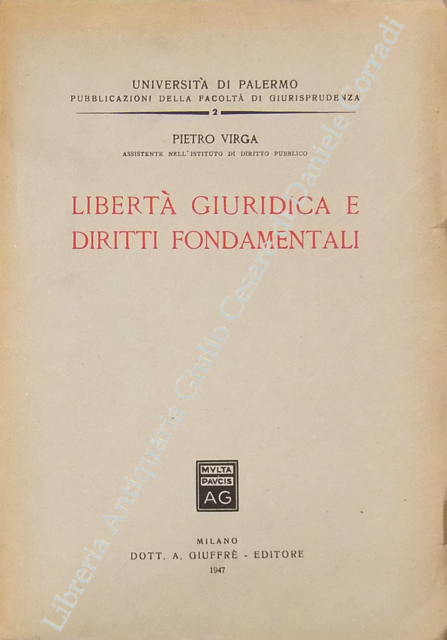 UNIVERSITÀ DI PALERMO
PUBBLICAZIONI DELLA FACOLTÀ DI GIURISPRUDENZA
2
PIETRO VIRGA
ASSISTENTE NELL'ISTITUTO DI DIRITTO PUBBLICO
LIBERTÀ GIURIDICA E
DIRITTI FONDAMENTALI
MVLTA
PAVCIS
AG
MILANO
DOTT. A. GIUFFRÈ - EDITORE
1947
Libreria Antiquaria Giulio Cesare di Daniele Corradi